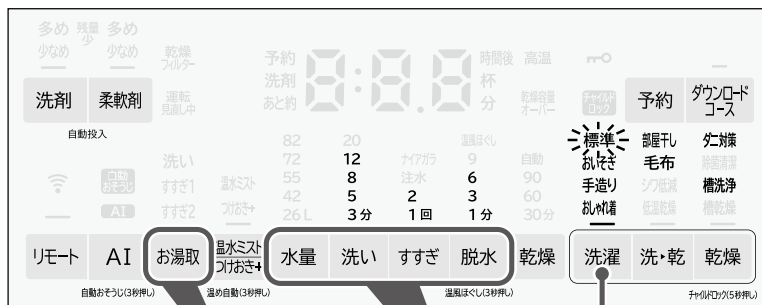 多め 残量少 多め
少なめ 少なめ
乾燥フィルター
予約 8:8.8 時間後 高温
洗剤 杯
あと約 分 乾燥容量オーバー チャイルドロック
洗剤 柔軟剤 運転見直し中 予約 ダウンロードコース
自動投入
82 20 温風ほぐし 標準 部屋干し ダニ対策
洗い 72 12 ナイアガラ 9 自動 おいそぎ 毛布 除菌清潔
自動おそうじ すすぎ1 温水ミスト 55 8 注水 6 90 手造り シワ低減 槽洗浄
AI すすぎ2 つけおき+ 42 5 2 3 60 おしゃれ着 低温乾燥 槽乾燥
26L 3分 1回 1分 30分
リモート AI お湯取 温水ミスト つけおき+ 水量 洗い すすぎ 脱水 乾燥 洗濯 洗・乾 乾燥
自動おそうじ(3秒押し) 温め自動(3秒押し) 温風ほぐし(3秒押し) チャイルドロック(5秒押し)